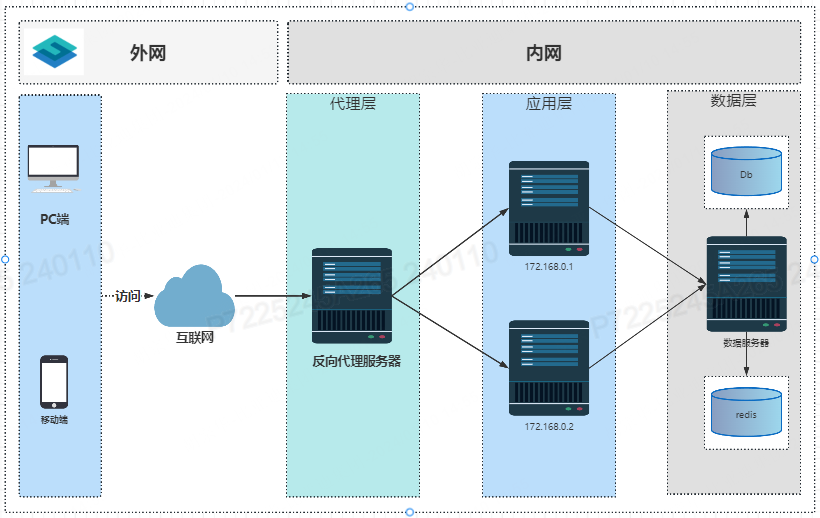 外网
内网
代理层
应用层
数据层
PC端
移动端
访问
互联网
反向代理服务器
172.168.0.1
172.168.0.2
Db
数据服务器
redis